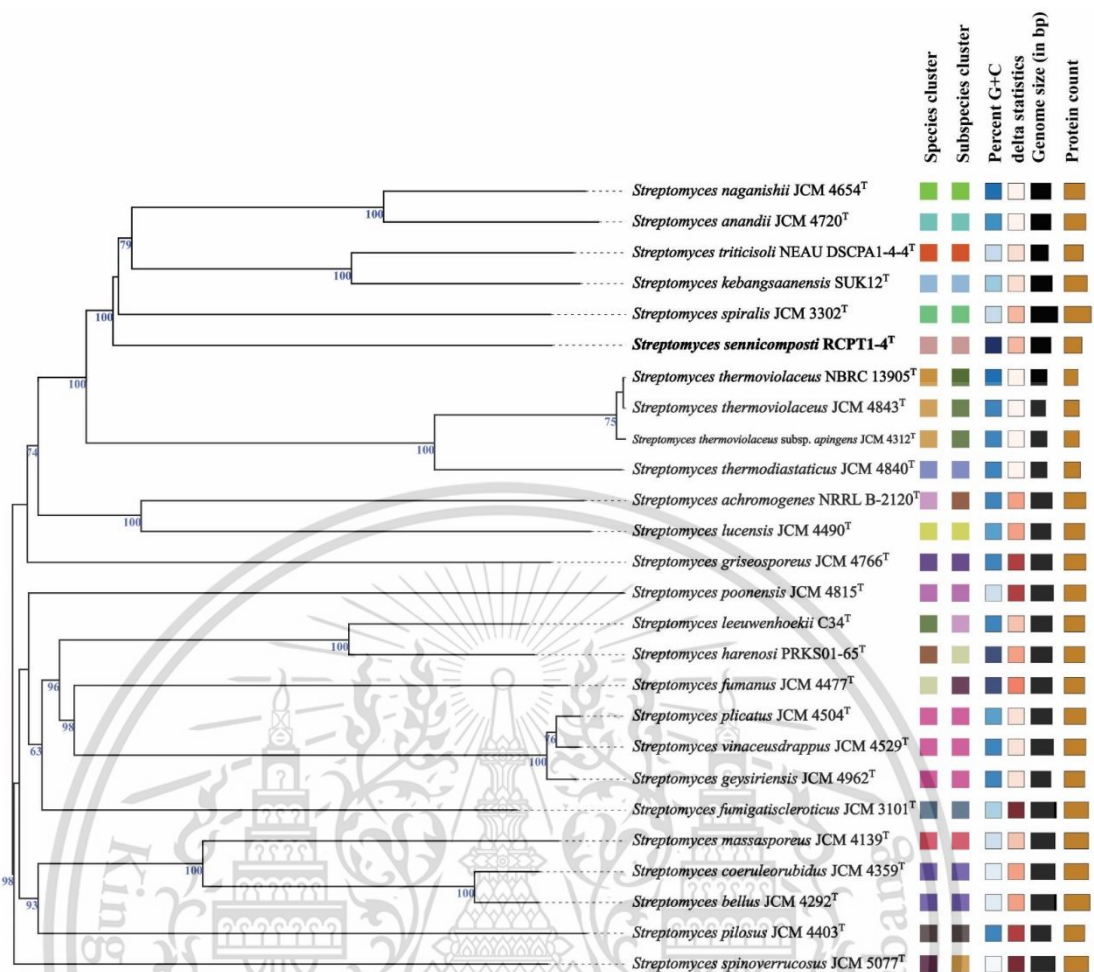 Species cluster
Subspecies cluster
Percent G+C
delta statistics
Genome size (in bp)
Protein count
Streptomyces naganishii JCM 4654T
100
Streptomyces anandii JCM 4720T
79
Streptomyces triticisoli NEAU DSCPA1-4-4T
100
Streptomyces kebangsaanensis SUK12T
100
Streptomyces spiralis JCM 3302T
Streptomyces sennicomposti RCPT1-4T
100
Streptomyces thermoviolaceus NBRC 13905T
Streptomyces thermoviolaceus JCM 4843T
75
Streptomyces thermoviolaceus subsp. apingens JCM 4312T
74
100
Streptomyces thermodiastaticus JCM 4840T
Streptomyces achromogenes NRRL B-2120T
100
Streptomyces lucensis JCM 4490T
Streptomyces griseosporeus JCM 4766T
Streptomyces poonensis JCM 4815T
Streptomyces leeuwenhoekii C34T
100
Streptomyces harenosi PRKS01-65T
96
Streptomyces fumanus JCM 4477T
98
Streptomyces plicatus JCM 4504T
76
63
Streptomyces vinaceusdrappus JCM 4529T
100
Streptomyces geysiriensis JCM 4962T
Streptomyces fumigatiscleroticus JCM 3101T
Streptomyces massasporeus JCM 4139T
100
Streptomyces coeruleorubidus JCM 4359T
98
100
Streptomyces bellus JCM 4292T
93
Streptomyces pilosus JCM 4403T
Streptomyces spinoverrucosus JCM 5077T
King